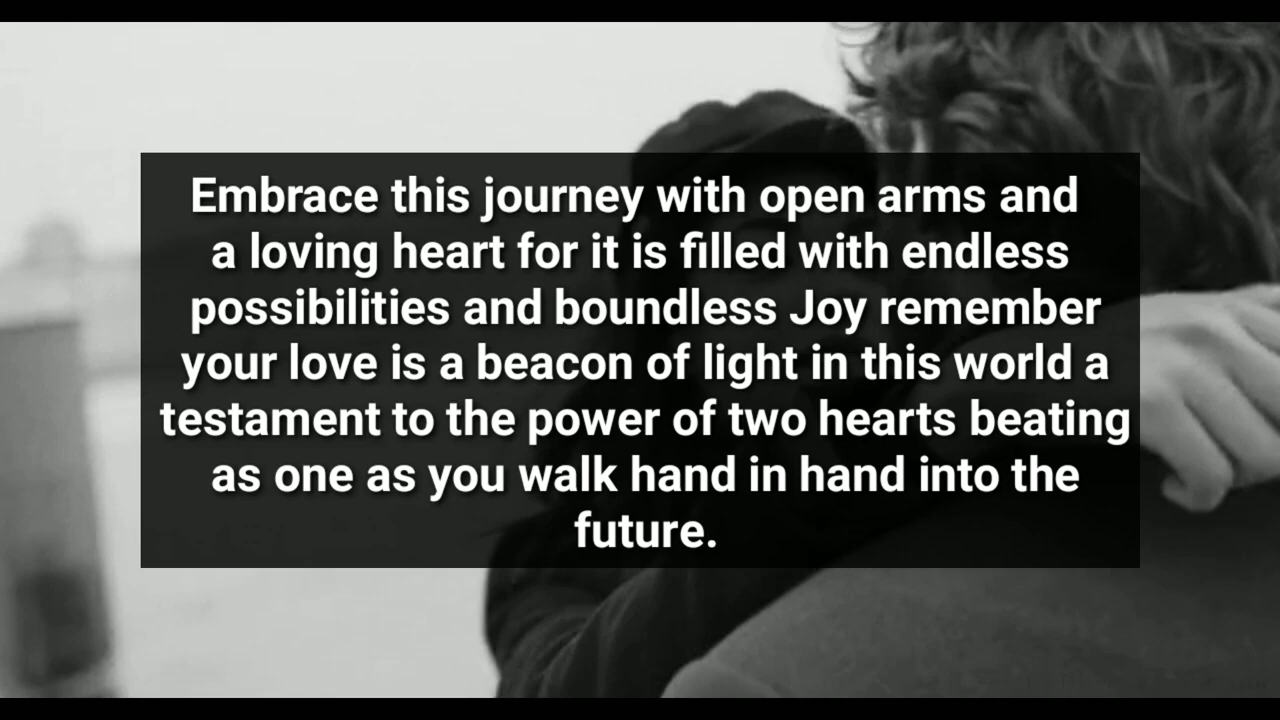 Embrace this journey with open arms and
a loving heart for it is filled with endless
possibilities and boundless Joy remember
your love is a beacon of light in this world a
testament to the power of two hearts beating
as one as you walk hand in hand into the
future.